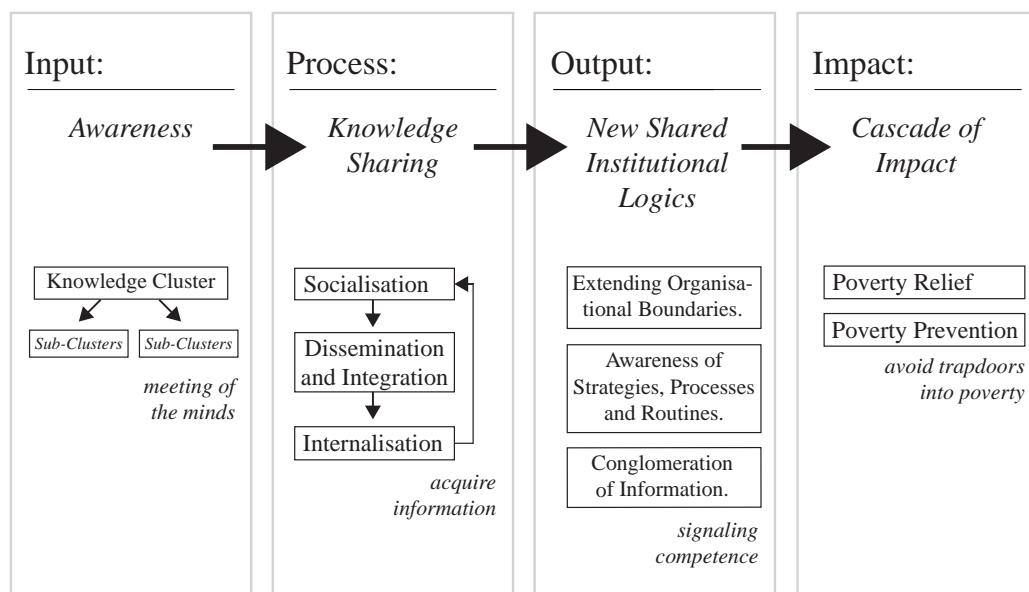 Input:
Awareness
Knowledge Cluster
Sub-Clusters
Sub-Clusters
meeting of
the minds
Process:
Knowledge
Sharing
Socialisation
Dissemination
and Integration
Internalisation
acquire
information
Output:
New Shared
Institutional
Logics
Extending Organisa-
tional Boundaries.
Awareness of
Strategies, Processes
and Routines.
Conglomeration
of Information.
signaling
competence
Impact:
Cascade of
Impact
Poverty Relief
Poverty Prevention
avoid trapdoors
into poverty